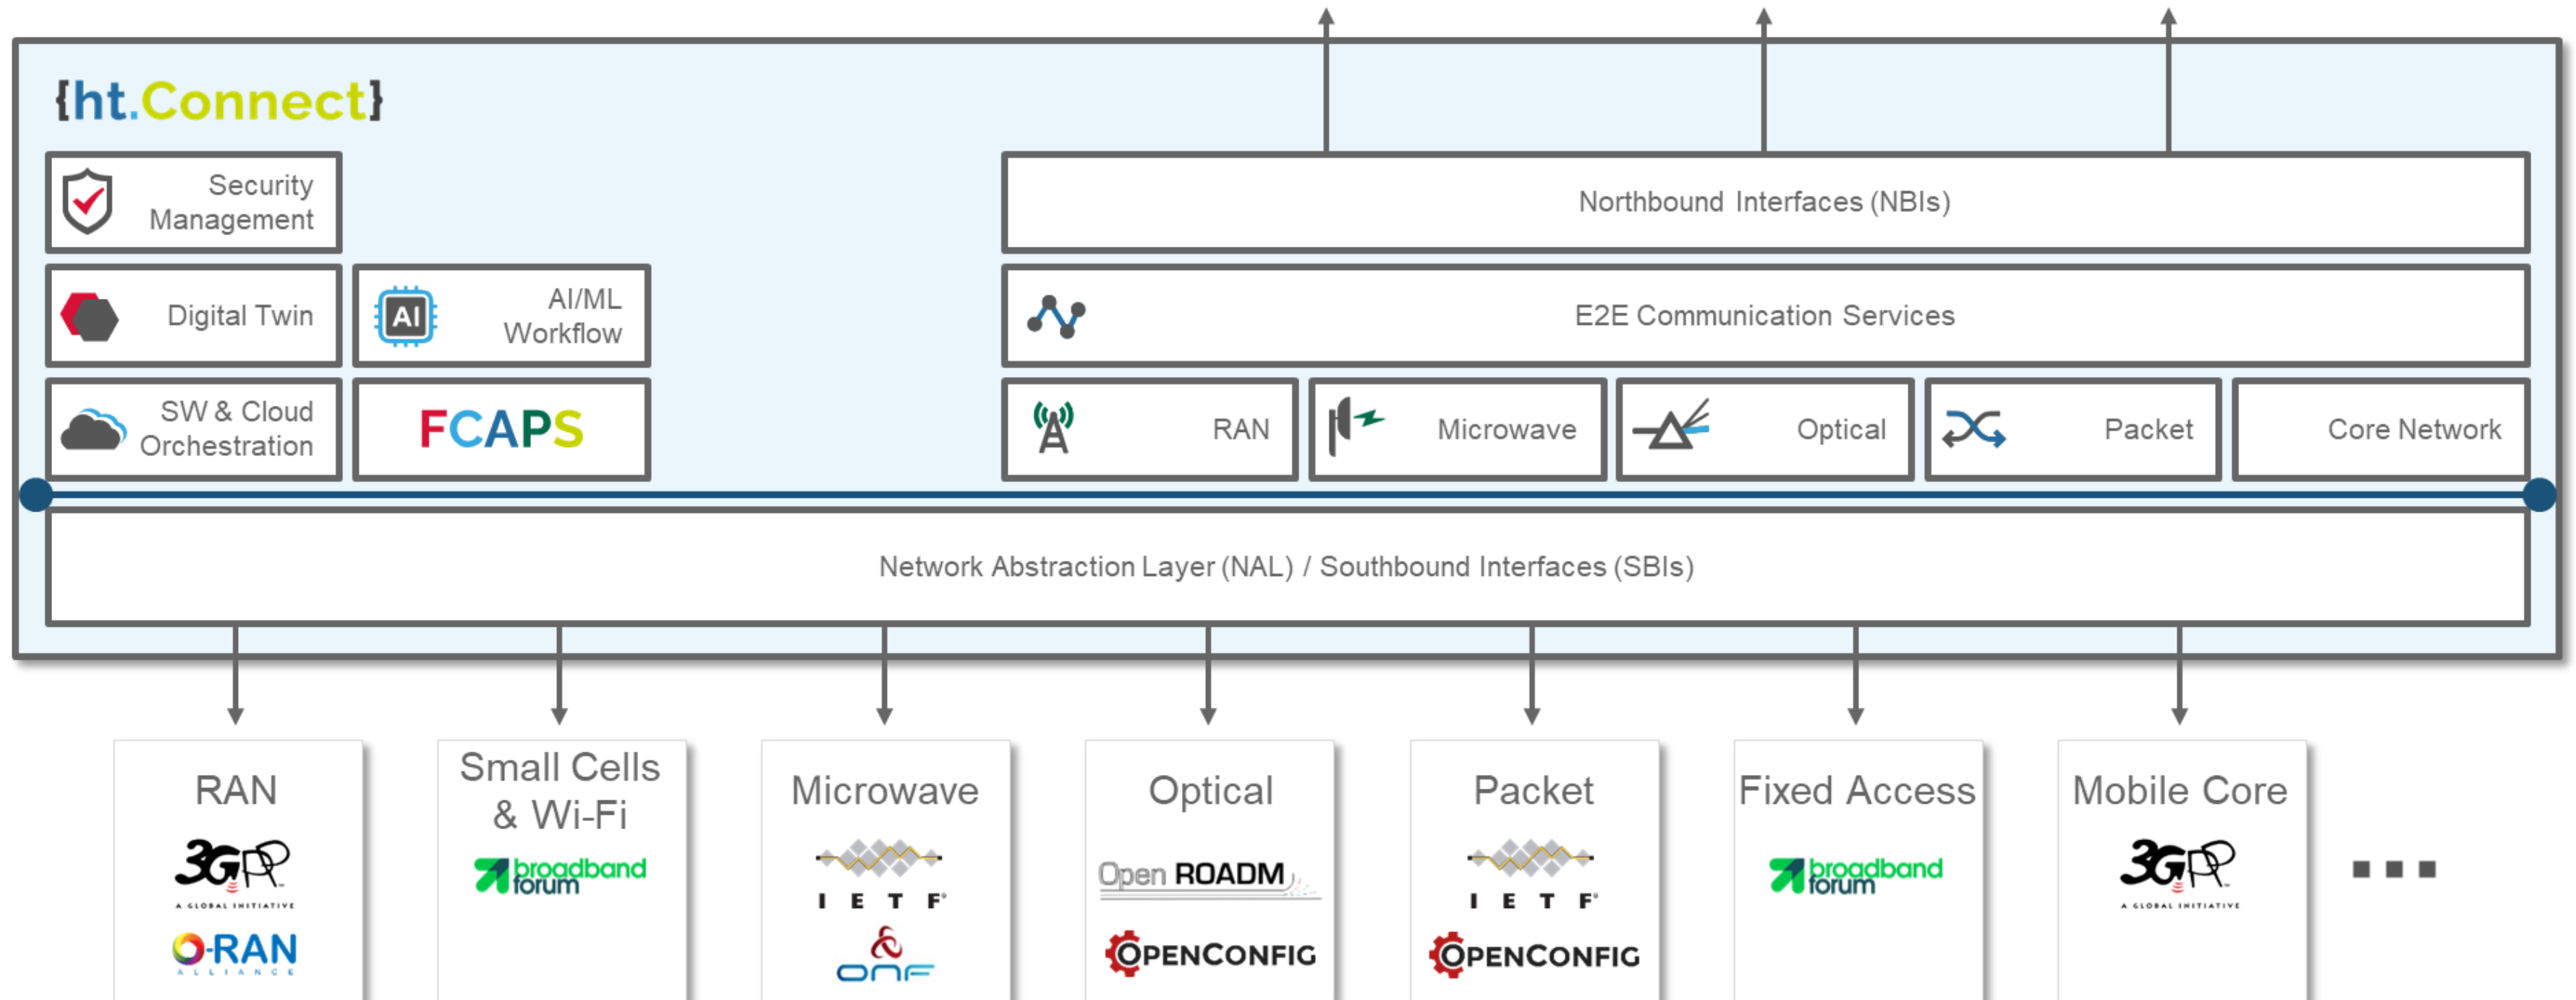 {ht.Connect}
Security
Management
Northbound Interfaces (NBIs)
Digital Twin
AI
AI/ML
Workflow
E2E Communication Services
SW & Cloud
Orchestration
FCAPS
RAN
Microwave
Optical
Packet
Core Network
Network Abstraction Layer (NAL) / Southbound Interfaces (SBIs)
RAN
3GPP
A GLOBAL INITIATIVE
O-RAN
ALLIANCE
Small Cells
& Wi-Fi
broadband
forum
Microwave
IETF®
ONF
Optical
Open ROADM
OPENCONFIG
Packet
IETF®
OPENCONFIG
Fixed Access
broadband
forum
Mobile Core
3GPP
A GLOBAL INITIATIVE